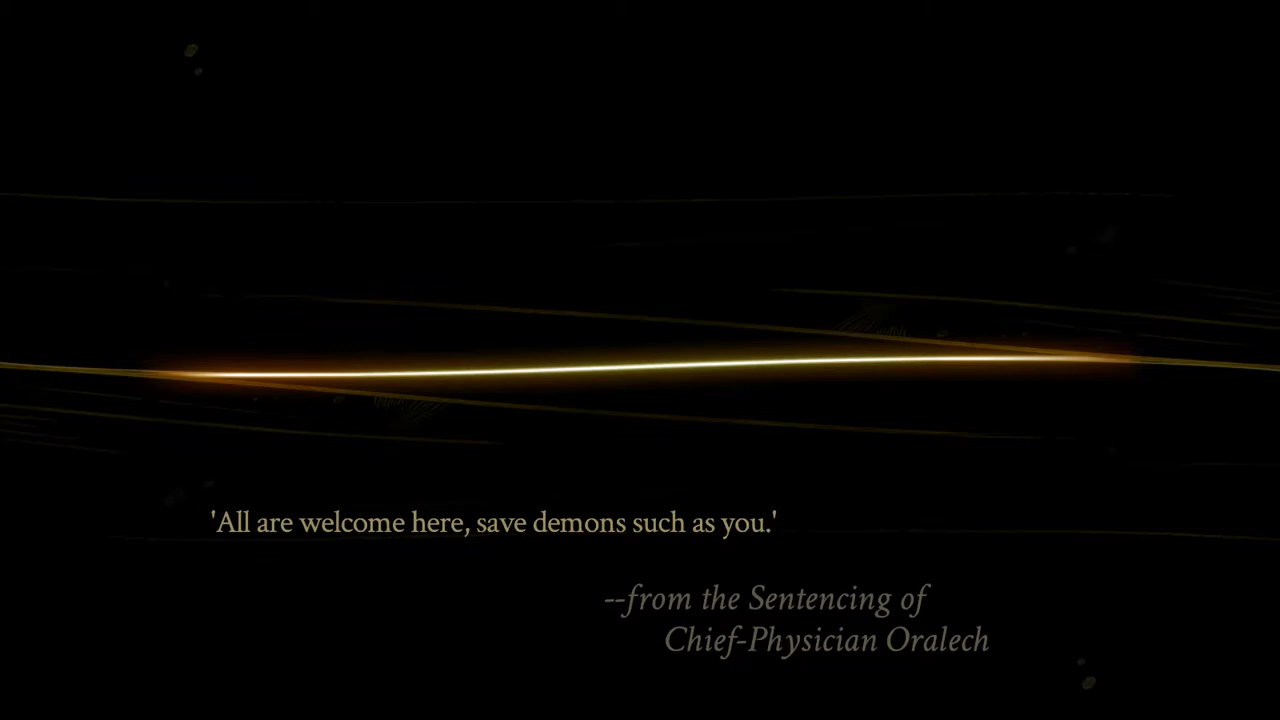 'All are welcome here, save demons such as you.'
--from the Sentencing of
Chief-Physician Oralech